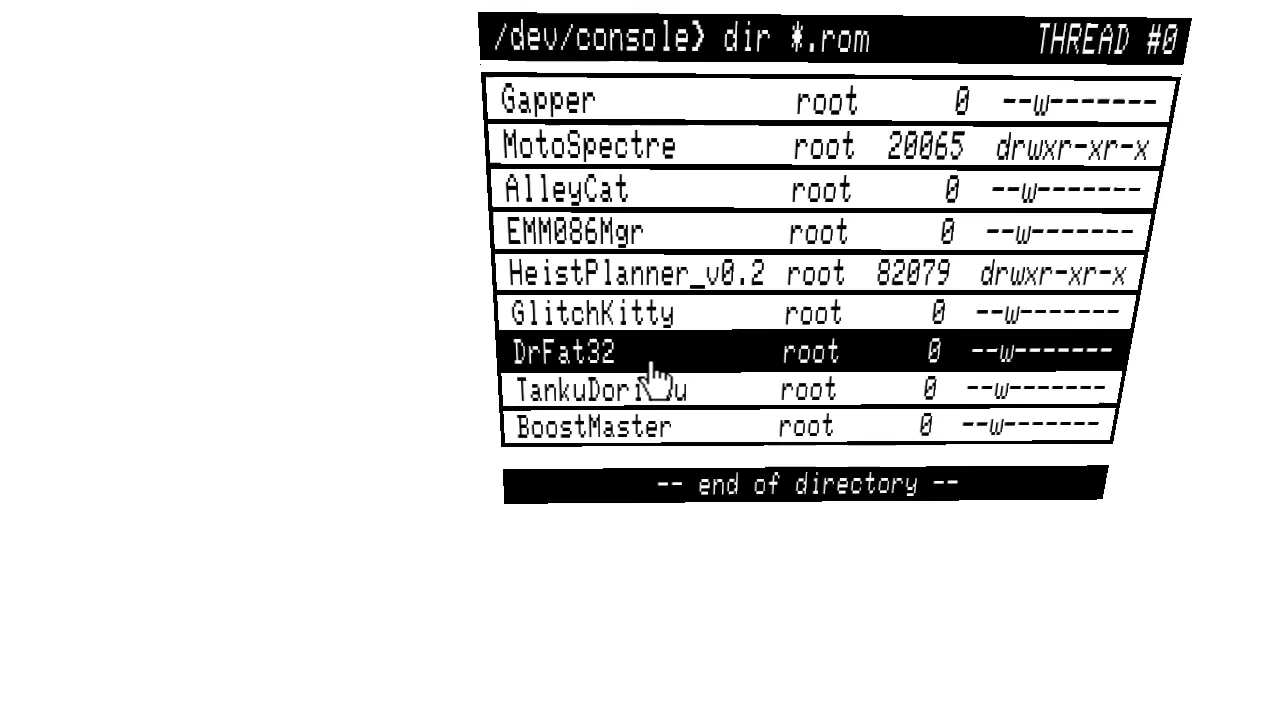 /dev/console> dir *.rom THREAD #0
Gapper root 0 --w-------
MotoSpectre root 20065 drwxr-xr-x
AlleyCat root 0 --w-------
EMM086Mgr root 0 --w-------
HeistPlanner_v0.2 root 82079 drwxr-xr-x
GlitchKitty root 0 --w-------
DrFat32 root 0 --w-------
root 0 --w-------
BoostMaster root 0 --w-------
-- end of directory --